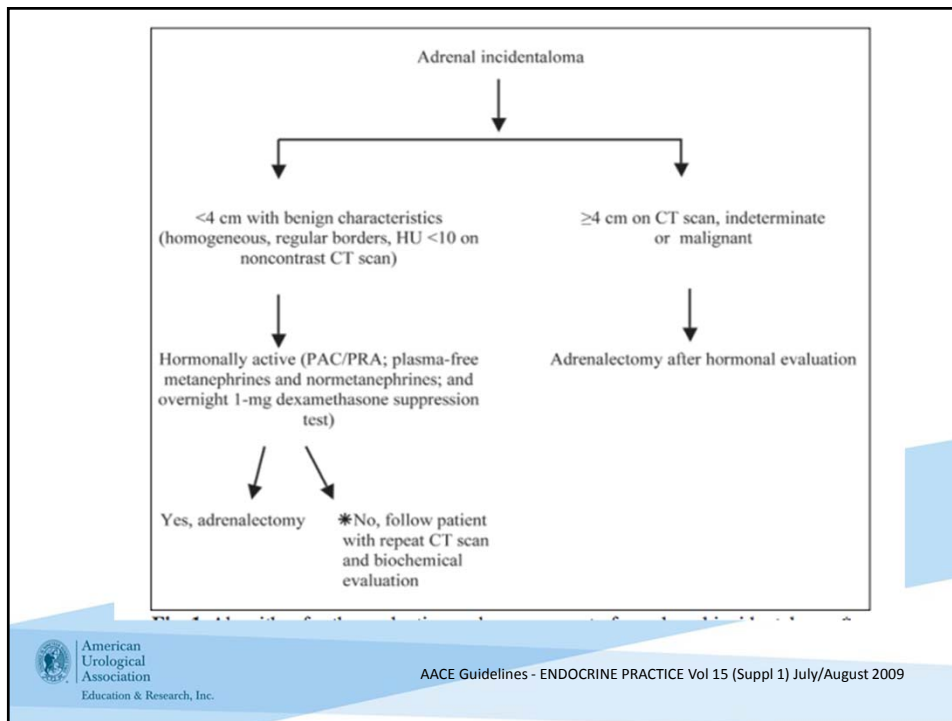 Adrenal incidentaloma
<4 cm with benign characteristics
(homogeneous, regular borders, HU <10 on
noncontrast CT scan)
≥4 cm on CT scan, indeterminate
or malignant
Hormonally active (PAC/PRA; plasma-free
metanephrines and normetanephrines; and
overnight 1-mg dexamethasone suppression
test)
Adrenalectomy after hormonal evaluation
Yes, adrenalectomy
*No, follow patient
with repeat CT scan
and biochemical
evaluation
American
Urological
Association
Education & Research, Inc.
AACE Guidelines - ENDOCRINE PRACTICE Vol 15 (Suppl 1) July/August 2009